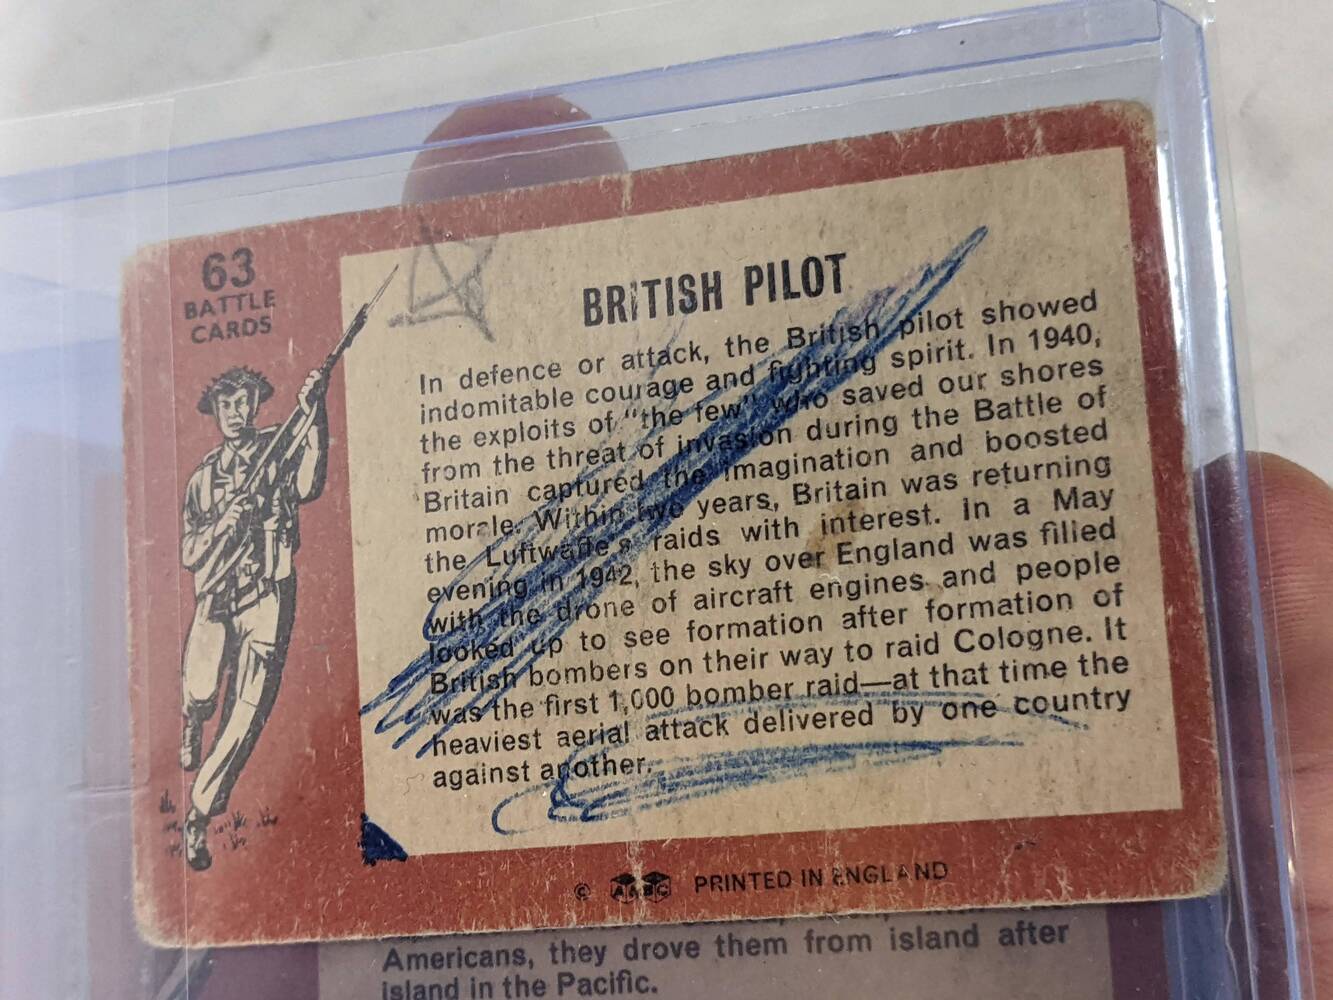 63
BATTLE
CARDS
BRITISH PILOT
In defence or attack, the British pilot showed
indomitable courage and fighting spirit. In 1940,
the exploits of "the few" who saved our shores
from the threat of invasion during the Battle of
Britain captured the imagination and boosted
morale. Within two years, Britain was returning
the Luftwaffe's raids with interest. In a May
evening in 1942, the sky over England was filled
with the drone of aircraft engines and people
looked up to see formation after formation of
British bombers on their way to raid Cologne. It
was the first 1,000 bomber raid—at that time the
heaviest aerial attack delivered by one country
against another.
© A&BC PRINTED IN ENGLAND
Americans, they drove them from island after
island in the Pacific.